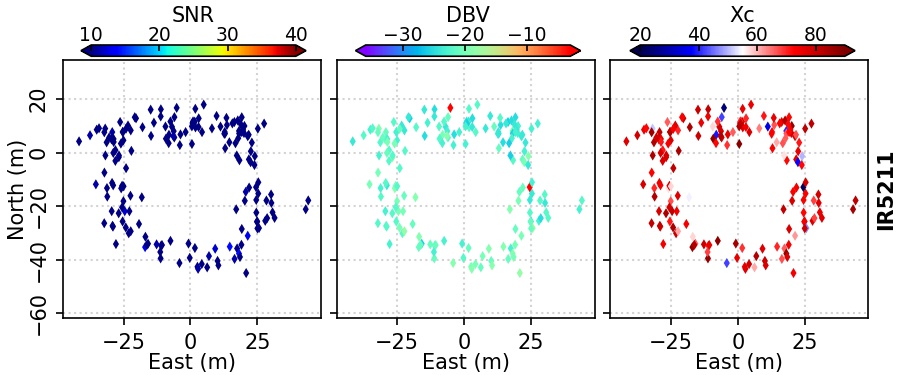 SNR DBV Xc
10 20 30 40 −30 −20 −10 20 40 60 80
20
0
−20
−40
−60
North (m)
−25 0 25 −25 0 25 −25 0 25
East (m) East (m) East (m)
IR5211